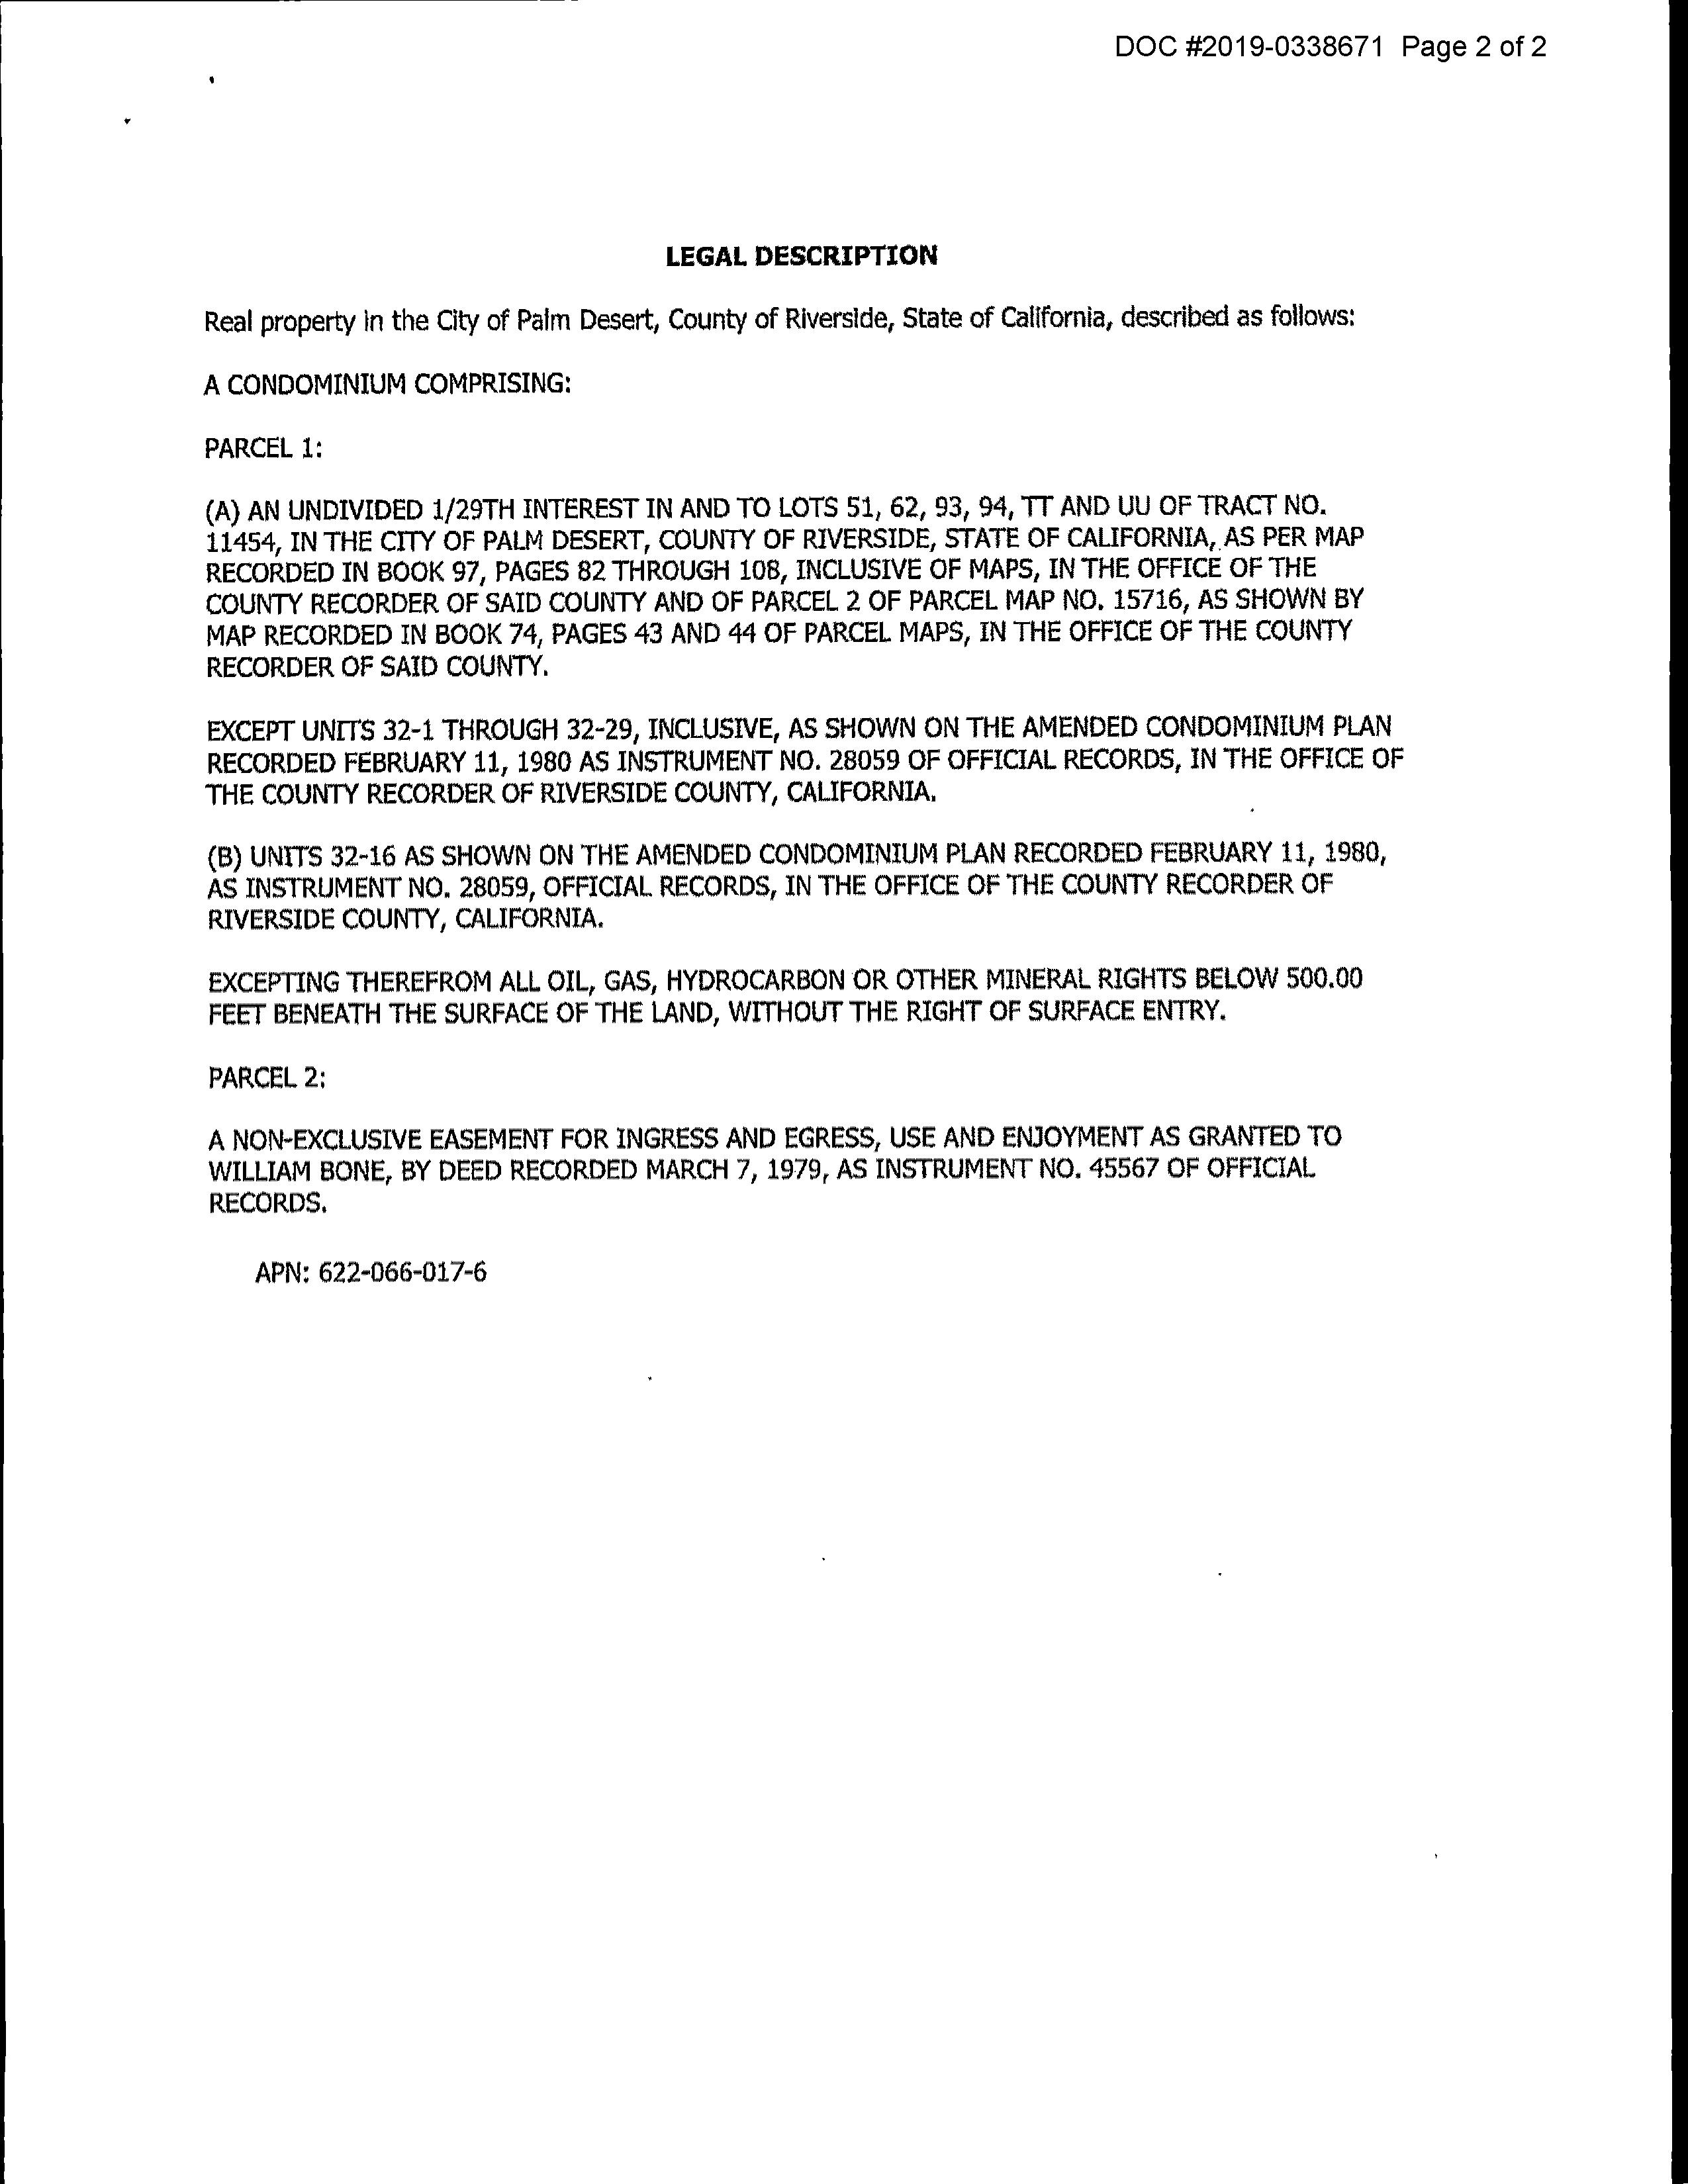 DOC #2019-0338671 Page 2 of 2
LEGAL DESCRIPTION
Real property in the City of Palm Desert, County of Riverside, State of California, described as follows:
A CONDOMINIUM COMPRISING:
PARCEL 1:
(A) AN UNDIVIDED 1/29TH INTEREST IN AND TO LOTS 51, 62, 93, 94, TT AND UU OF TRACT NO.
11454, IN THE CITY OF PALM DESERT, COUNTY OF RIVERSIDE, STATE OF CALIFORNIA, AS PER MAP
RECORDED IN BOOK 97, PAGES 82 THROUGH 108, INCLUSIVE OF MAPS, IN THE OFFICE OF THE
COUNTY RECORDER OF SAID COUNTY AND OF PARCEL 2 OF PARCEL MAP NO. 15716, AS SHOWN BY
MAP RECORDED IN BOOK 74, PAGES 43 AND 44 OF PARCEL MAPS, IN THE OFFICE OF THE COUNTY
RECORDER OF SAID COUNTY.
EXCEPT UNITS 32-1 THROUGH 32-29, INCLUSIVE, AS SHOWN ON THE AMENDED CONDOMINIUM PLAN
RECORDED FEBRUARY 11, 1980 AS INSTRUMENT NO. 28059 OF OFFICIAL RECORDS, IN THE OFFICE OF
THE COUNTY RECORDER OF RIVERSIDE COUNTY, CALIFORNIA.
(B) UNITS 32-16 AS SHOWN ON THE AMENDED CONDOMINIUM PLAN RECORDED FEBRUARY 11, 1980,
AS INSTRUMENT NO. 28059, OFFICIAL RECORDS, IN THE OFFICE OF THE COUNTY RECORDER OF
RIVERSIDE COUNTY, CALIFORNIA.
EXCEPTING THEREFROM ALL OIL, GAS, HYDROCARBON OR OTHER MINERAL RIGHTS BELOW 500.00
FEET BENEATH THE SURFACE OF THE LAND, WITHOUT THE RIGHT OF SURFACE ENTRY.
PARCEL 2:
A NON-EXCLUSIVE EASEMENT FOR INGRESS AND EGRESS, USE AND ENJOYMENT AS GRANTED TO
WILLIAM BONE, BY DEED RECORDED MARCH 7, 1979, AS INSTRUMENT NO. 45567 OF OFFICIAL
RECORDS.
APN: 622-066-017-6